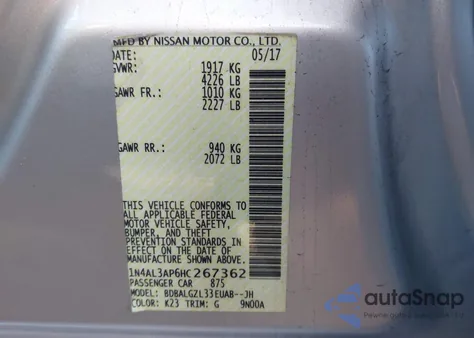 MFD BY NISSAN MOTOR CO., LTD.
DATE: 05/17
GVWR: 1917 KG
4226 LB
GAWR FR.: 1010 KG
2227 LB
GAWR RR.: 940 KG
2072 LB
THIS VEHICLE CONFORMS TO
ALL APPLICABLE FEDERAL
MOTOR VEHICLE SAFETY,
BUMPER, AND THEFT
PREVENTION STANDARDS IN
EFFECT ON THE DATE OF
MANUFACTURE SHOWN ABOVE.
1N4AL3AP6HC267362
PASSENGER CAR 875
MODEL: BDBALGZL33EUAB--JH
COLOR: K23 TRIM: G 9N00A
autoSnap
Pewne auto z